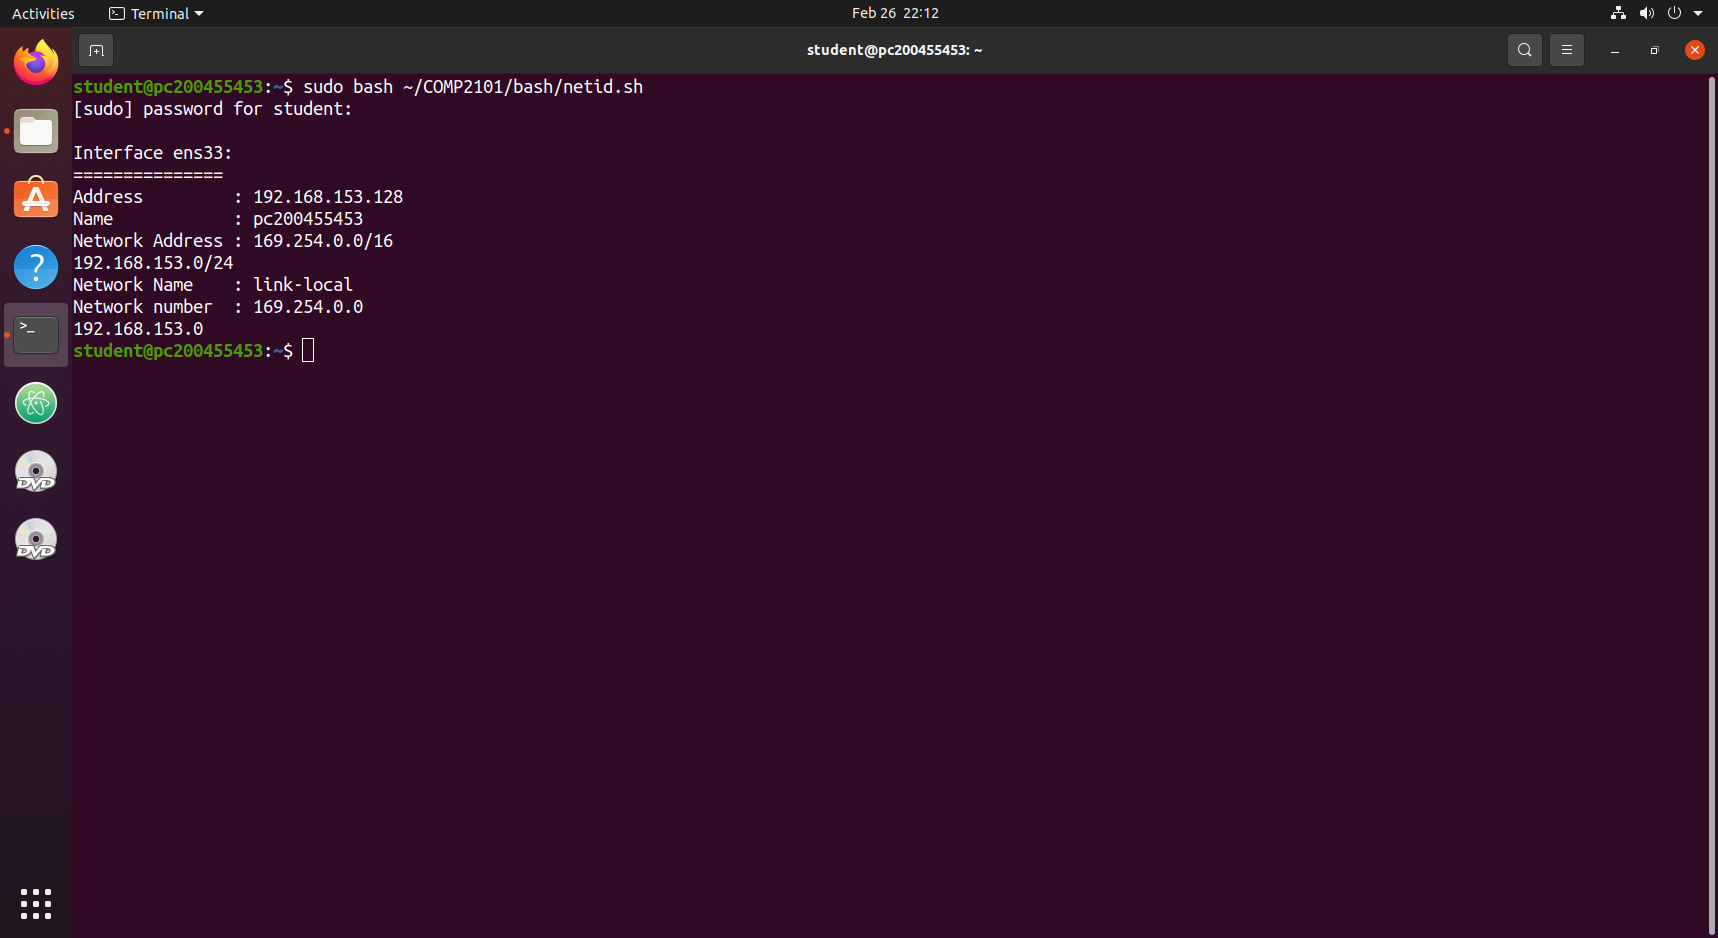 Activities
Terminal
Feb 26 22:12
student@pc200455453: ~
student@pc200455453:~$ sudo bash ~/COMP2101/bash/netid.sh
[sudo] password for student:
Interface ens33:
===============
Address         : 192.168.153.128
Name            : pc200455453
Network Address : 169.254.0.0/16
192.168.153.0/24
Network Name    : link-local
Network number  : 169.254.0.0
192.168.153.0
student@pc200455453:~$
A
?
>_
DVD
DVD